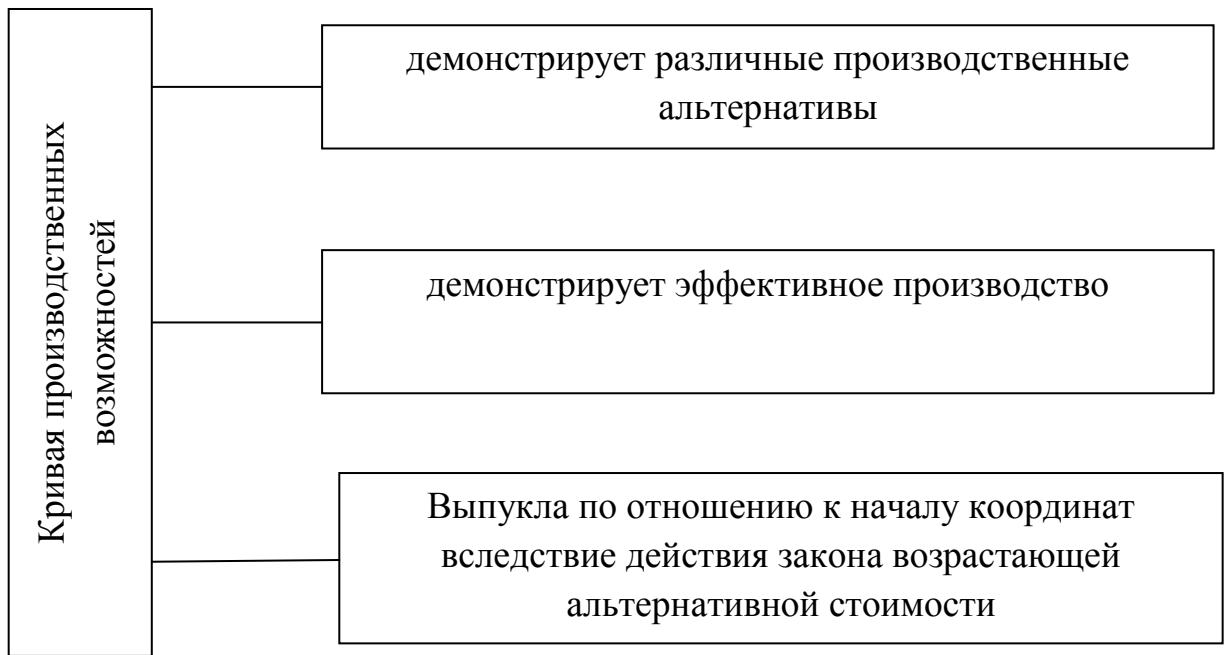 Кривая производственных
возможностей
демонстрирует различные производственные
альтернативы
демонстрирует эффективное производство
Выпукла по отношению к началу координат
вследствие действия закона возрастающей
альтернативной стоимости